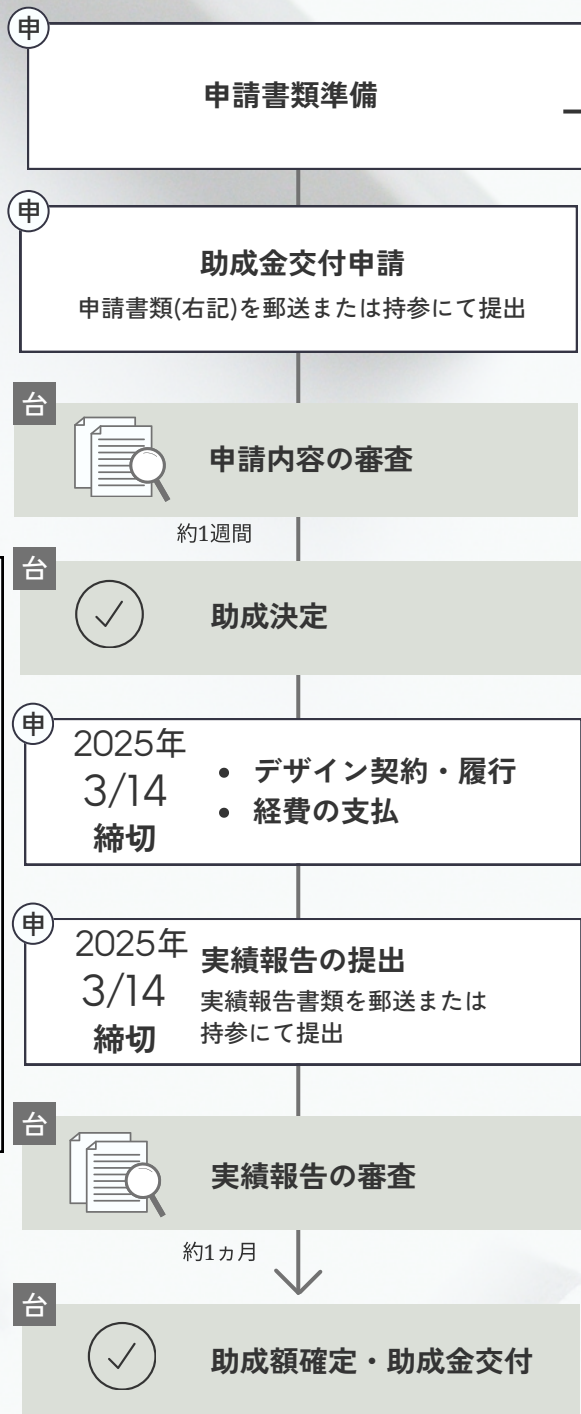 申
申請書類準備
申
助成金交付申請
申請書類(右記)を郵送または持参にて提出
台
申請内容の審査
約1週間
台
助成決定
申
2025年
3/14
締切
• デザイン契約・履行
• 経費の支払
申
2025年
3/14
締切
実績報告の提出
実績報告書類を郵送または
持参にて提出
台
実績報告の審査
約1ヵ月
台
助成額確定・助成金交付